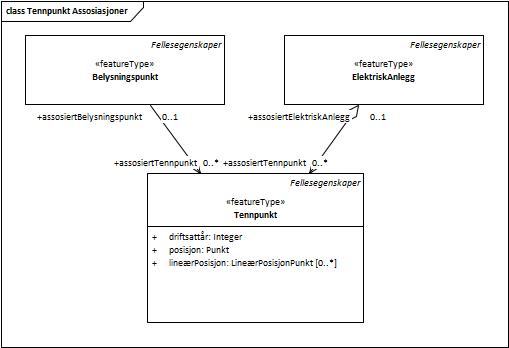 class Tennpunkt Assosiasjoner
Fellesegenskaper
«featureType»
Belysningspunkt
Fellesegenskaper
«featureType»
ElektriskAnlegg
+assosiertBelysningspunkt 0..1
+assosiertElektriskAnlegg 0..1
+assosiertTennpunkt 0..*
+assosiertTennpunkt 0..*
Fellesegenskaper
«featureType»
Tennpunkt
+ driftsattår: Integer
+ posisjon: Punkt
+ lineærPosisjon: LineærPosisjonPunkt [0..*]